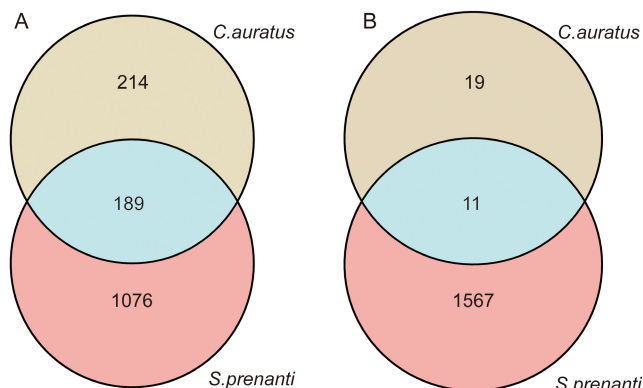 A
C.auratus
214
189
1076
S.prenanti
B
C.auratus
19
11
1567
S.prenanti